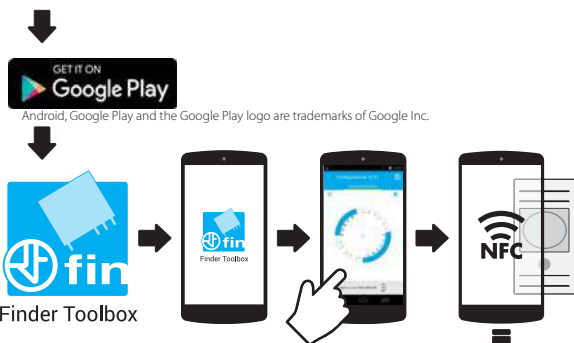 GET IT ON
Google Play
Android, Google Play and the Google Play logo are trademarks of Google Inc.
fin
Finder Toolbox
fin
Finder Toolbox
NFC